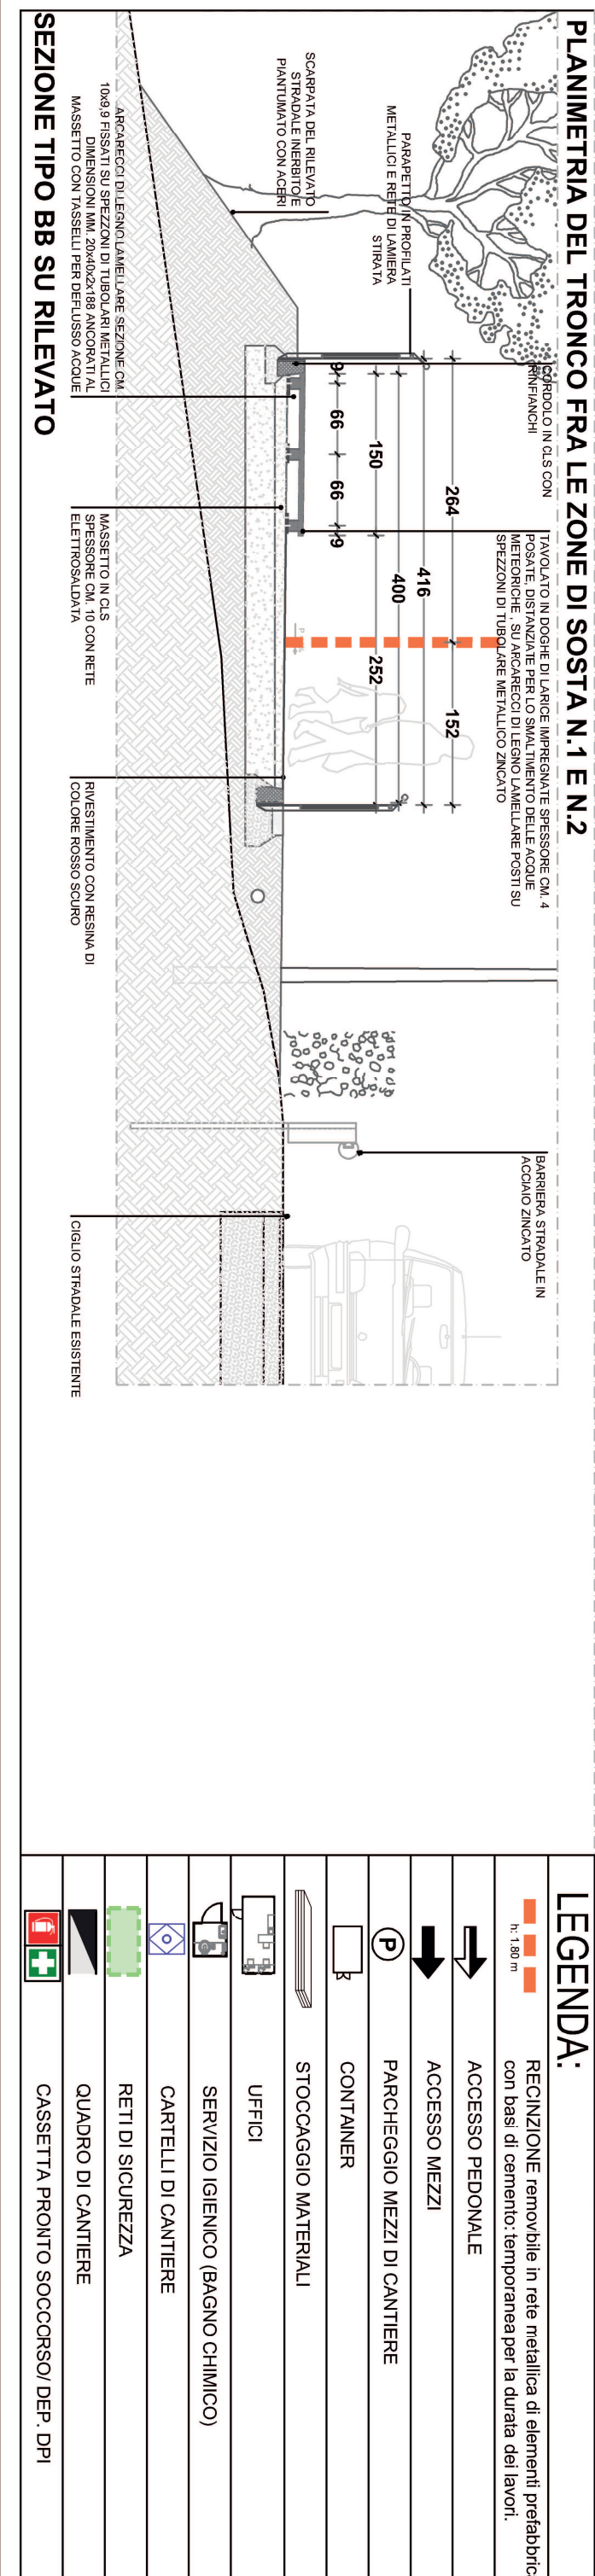 PLANIMETRIA DEL TRONCO FRA LE ZONE DI SOSTA N.1 E N.2
CORDOLO IN CLS CON
RINFIANCHI
TAVOLATO IN DOGHE DI LARICE IMPREGNATE SPESSORE CM. 4
POSATE, DISTANZIATE PER LO SMALTIMENTO DELLE ACQUE
METEORICHE , SU ARCARECCI DI LEGNO LAMELLARE POSTI SU
SPEZZONI DI TUBOLARE METALLICO ZINCATO
BARRIERA STRADALE IN
ACCIAIO ZINCATO
PARAPETTO IN PROFILATI
METALLICI E RETE DI LAMIERA
STIRATA
SCARPATA DEL RILEVATO
STRADALE INERBITO E
PIANTUMATO CON ACERI
264
152
416
400
150
252
9
66
66
9
ARCARECCI DI LEGNO LAMELLARE SEZIONE CM.
10x9,9 FISSATI SU SPEZZONI DI TUBOLARI METALLICI
DIMENSIONI MM. 20x40x2x188 ANCORATI AL
MASSETTO CON TASSELLI PER DEFLUSSO ACQUE
MASSETTO IN CLS
SPESSORE CM. 10 CON RETE
ELETTROSALDATA
RIVESTIMENTO CON RESINA DI
COLORE ROSSO SCURO
CIGLIO STRADALE ESISTENTE
SEZIONE TIPO BB SU RILEVATO
LEGENDA:
h: 1.80 m
RECINZIONE removibile in rete metallica di elementi prefabbric
con basi di cemento: temporanea per la durata dei lavori.
ACCESSO PEDONALE
ACCESSO MEZZI
P
PARCHEGGIO MEZZI DI CANTIERE
CONTAINER
STOCCAGGIO MATERIALI
UFFICI
SERVIZIO IGIENICO (BAGNO CHIMICO)
CARTELLI DI CANTIERE
RETI DI SICUREZZA
QUADRO DI CANTIERE
CASSETTA PRONTO SOCCORSO/ DEP. DPI